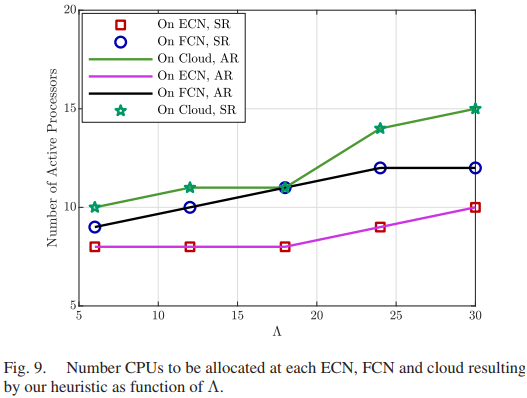 20
15
10
5
5
10
15
20
25
30
Number of Active Processors
Λ
On ECN, SR
On FCN, SR
On Cloud, AR
On ECN, AR
On FCN, AR
On Cloud, SR
Fig. 9. Number CPUs to be allocated at each ECN, FCN and cloud resulting
by our heuristic as function of Λ.